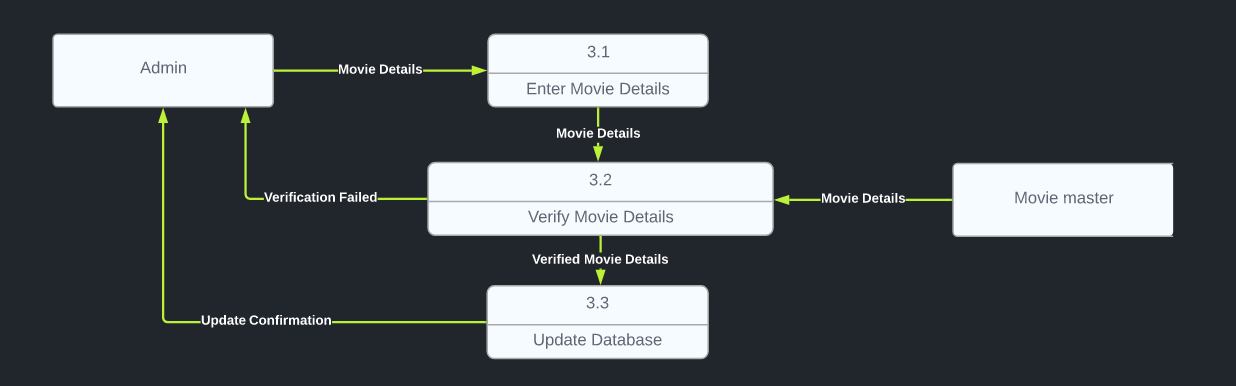 Admin
Movie Details
3.1
Enter Movie Details
Movie Details
3.2
Verify Movie Details
Verification Failed
Movie Details
Movie master
Verified Movie Details
3.3
Update Database
Update Confirmation